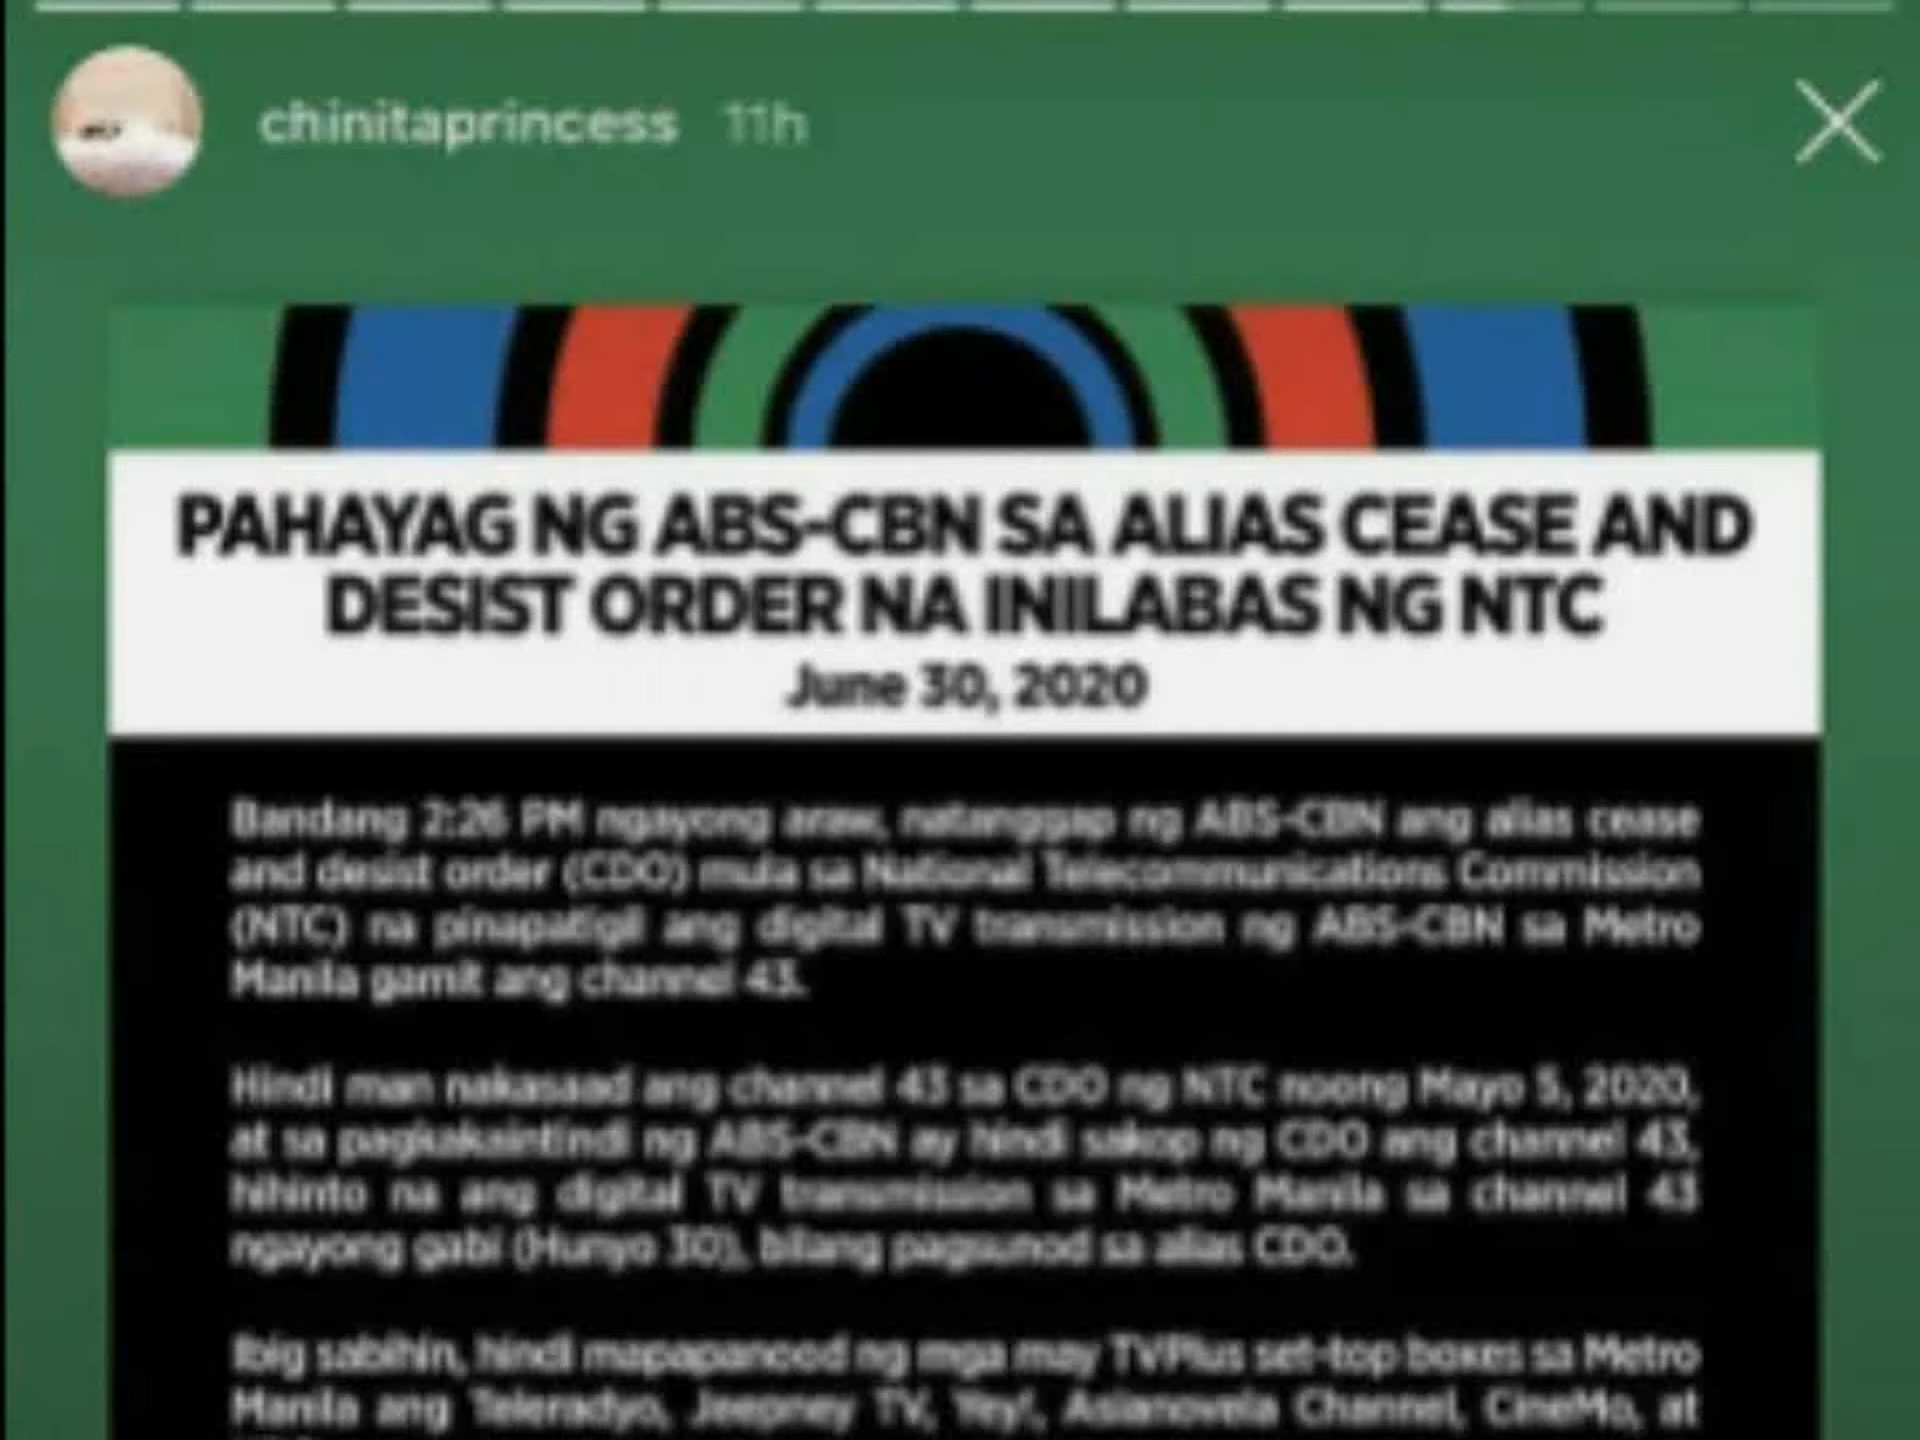 chinitaprincess 11h
PAHAYAG NG ABS-CBN SA ALIAS CEASE AND
DESIST ORDER NA INILABAS NG NTC
June 30, 2020
Bandang 2:26 PM ngayong araw, natanggap ng ABS-CBN ang alias cease
and desist order (CDO) mula sa National Telecommunications Commission
(NTC) na pinapatigil ang digital TV transmission ng ABS-CBN sa Metro
Manila gamit ang channel 43.
Hindi man nakasaad ang channel 43 sa CDO ng NTC noong Mayo 5, 2020,
at sa pagkakaintindi ng ABS-CBN ay hindi sakop ng CDO ang channel 43,
hihinto na ang digital TV transmission sa Metro Manila sa channel 43
ngayong gabi (Hunyo 30), bilang pagsunod sa alias CDO.
Ibig sabihin, hindi mapapanood ng mga may TVPlus set-top boxes sa Metro
Manila ang Teleradyo, Jeepney TV, Yey!, Asianovela Channel, CineMo, at